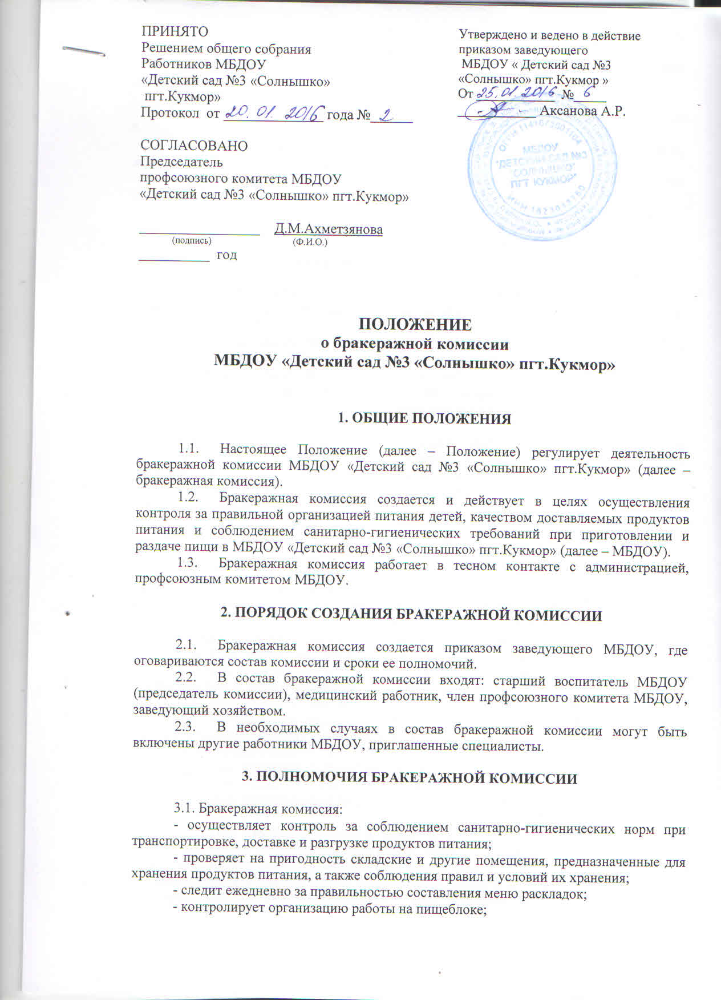 ПРИНЯТО
Решением общего собрания
Работников МБДОУ
«Детский сад №3 «Солнышко»
пгт.Кукмор»
Протокол от 20.01.2016 года № 2
Утверждено и ведено в действие
приказом заведующего
МБДОУ « Детский сад №3
«Солнышко» пгт.Кукмор »
От 25.01.2016 № 6
Аксанова А.Р.
МБДОУ
"ДЕТСКИЙ САД №3
"СОЛНЫШКО"
ПГТ КУКМОР"
СОГЛАСОВАНО
Председатель
профсоюзного комитета МБДОУ
«Детский сад №3 «Солнышко» пгт.Кукмор»
Д.М.Ахметзянова
(подпись) (Ф.И.О.)
год
ПОЛОЖЕНИЕ
о бракеражной комиссии
МБДОУ «Детский сад №3 «Солнышко» пгт.Кукмор»
1. ОБЩИЕ ПОЛОЖЕНИЯ
1.1. Настоящее Положение (далее – Положение) регулирует деятельность
бракеражной комиссии МБДОУ «Детский сад №3 «Солнышко» пгт.Кукмор» (далее –
бракеражная комиссия).
1.2. Бракеражная комиссия создается и действует в целях осуществления
контроля за правильной организацией питания детей, качеством доставляемых продуктов
питания и соблюдением санитарно-гигиенических требований при приготовлении и
раздаче пищи в МБДОУ «Детский сад №3 «Солнышко» пгт.Кукмор» (далее – МБДОУ).
1.3. Бракеражная комиссия работает в тесном контакте с администрацией,
профсоюзным комитетом МБДОУ.
2. ПОРЯДОК СОЗДАНИЯ БРАКЕРАЖНОЙ КОМИССИИ
2.1. Бракеражная комиссия создается приказом заведующего МБДОУ, где
оговариваются состав комиссии и сроки ее полномочий.
2.2. В состав бракеражной комиссии входят: старший воспитатель МБДОУ
(председатель комиссии), медицинский работник, член профсоюзного комитета МБДОУ,
заведующий хозяйством.
2.3. В необходимых случаях в состав бракеражной комиссии могут быть
включены другие работники МБДОУ, приглашенные специалисты.
3. ПОЛНОМОЧИЯ БРАКЕРАЖНОЙ КОМИССИИ
3.1. Бракеражная комиссия:
- осуществляет контроль за соблюдением санитарно-гигиенических норм при
транспортировке, доставке и разгрузке продуктов питания;
- проверяет на пригодность складские и другие помещения, предназначенные для
хранения продуктов питания, а также соблюдения правил и условий их хранения;
- следит ежедневно за правильностью составления меню раскладок;
- контролирует организацию работы на пищеблоке;